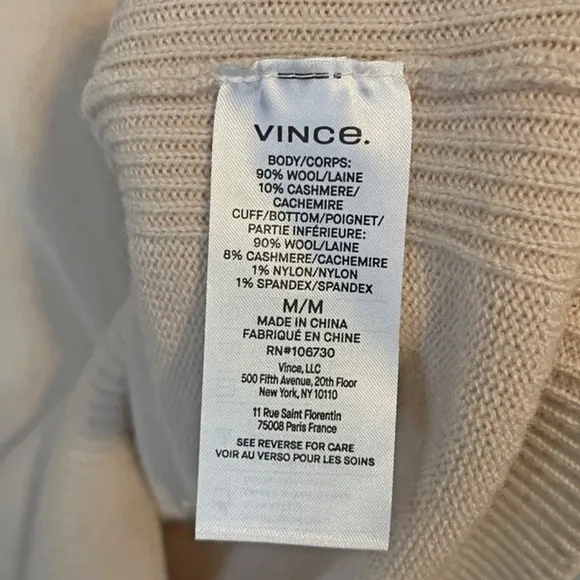 VINCE.
BODY/CORPS:
90% WOOL/LAINE
10% CASHMERE/
CACHEMIRE
CUFF/BOTTOM/POIGNET/
PARTIE INFÉRIEURE:
90% WOOL/LAINE
8% CASHMERE/CACHEMIRE
1% NYLON/NYLON
1% SPANDEX/SPANDEX
M/M
MADE IN CHINA
FABRIQUÉ EN CHINE
RN#106730
Vince, LLC
500 Fifth Avenue, 20th Floor
New York, NY 10110
11 Rue Saint Florentin
75008 Paris France
SEE REVERSE FOR CARE
VOIR AU VERSO POUR LES SOINS